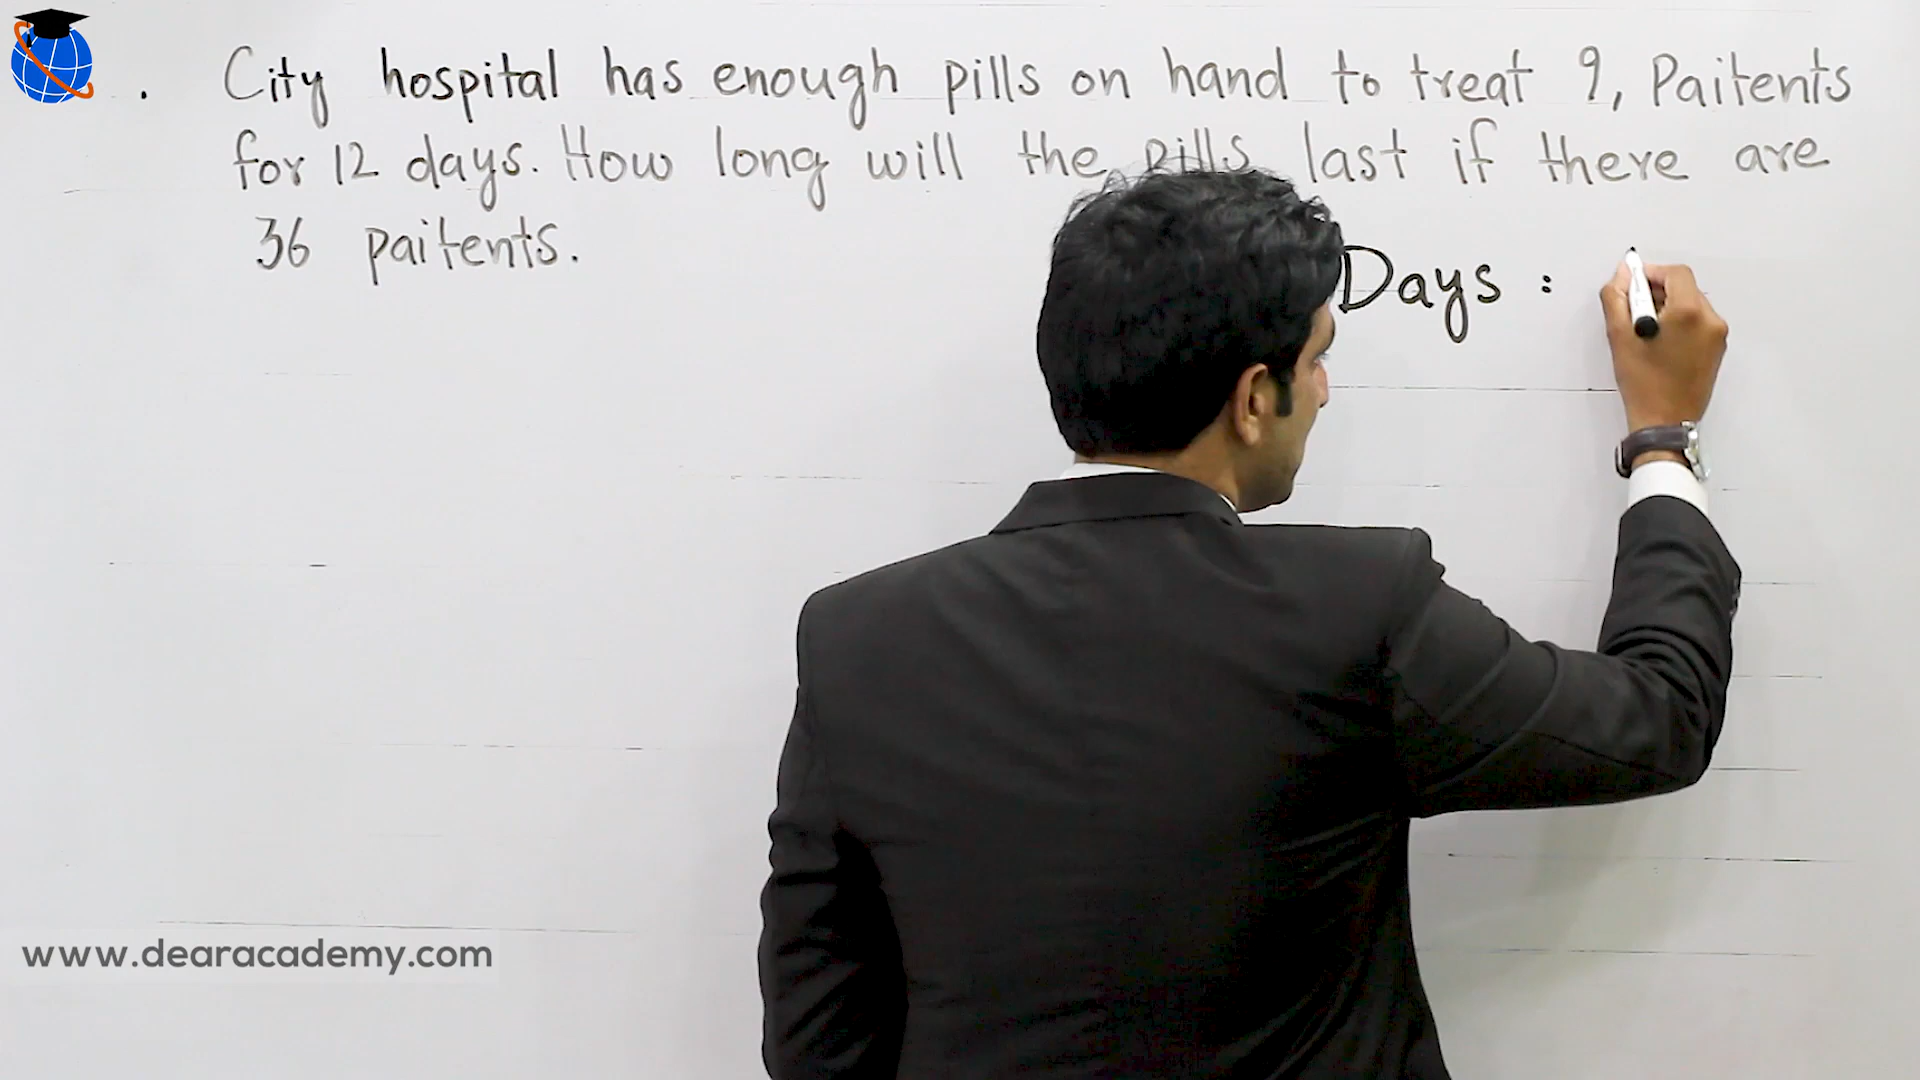 . City hospital has enough pills on hand to treat 9, Paitents
for 12 days. How long will the pills last if there are
36 paitents.
Days :
www.dearacademy.com